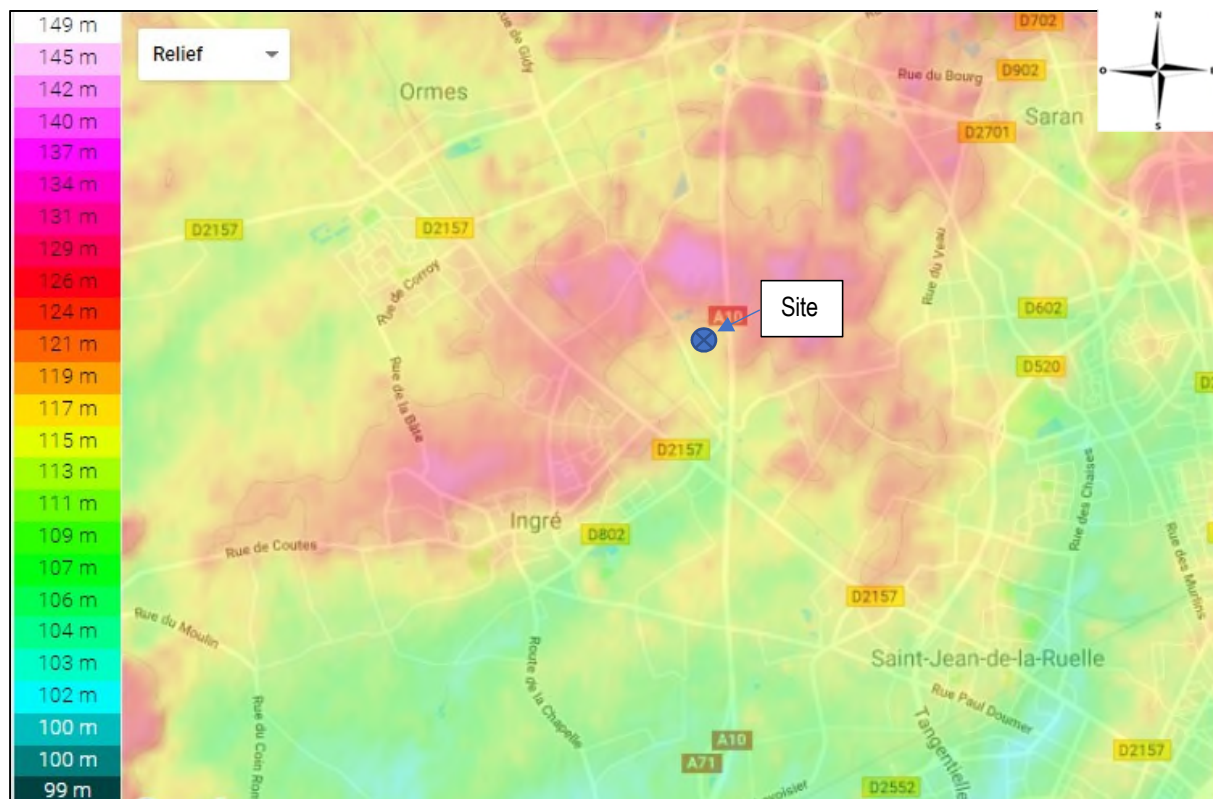 149 m
145 m
142 m
140 m
137 m
134 m
131 m
129 m
126 m
124 m
121 m
119 m
117 m
115 m
113 m
111 m
109 m
107 m
106 m
104 m
103 m
102 m
100 m
100 m
99 m
Relief
N
O
S
D702
Rue de Gidy
Rue du Bourg
D902
Ormes
Saran
D2701
D2157
D2157
Rue du Veau
Rue de Corroy
Site
A10
D602
D520
Rue de la Bâte
D2157
Rue des Chaises
Ingré
D802
Rue de Coutes
Rue des Murlins
D2157
Rue du Moulin
Route de la Chapelle
Saint-Jean-de-la-Ruelle
Rue Paul Doumer
Rue du Coin
Tangentielle
A10
A71
D2157
D2552